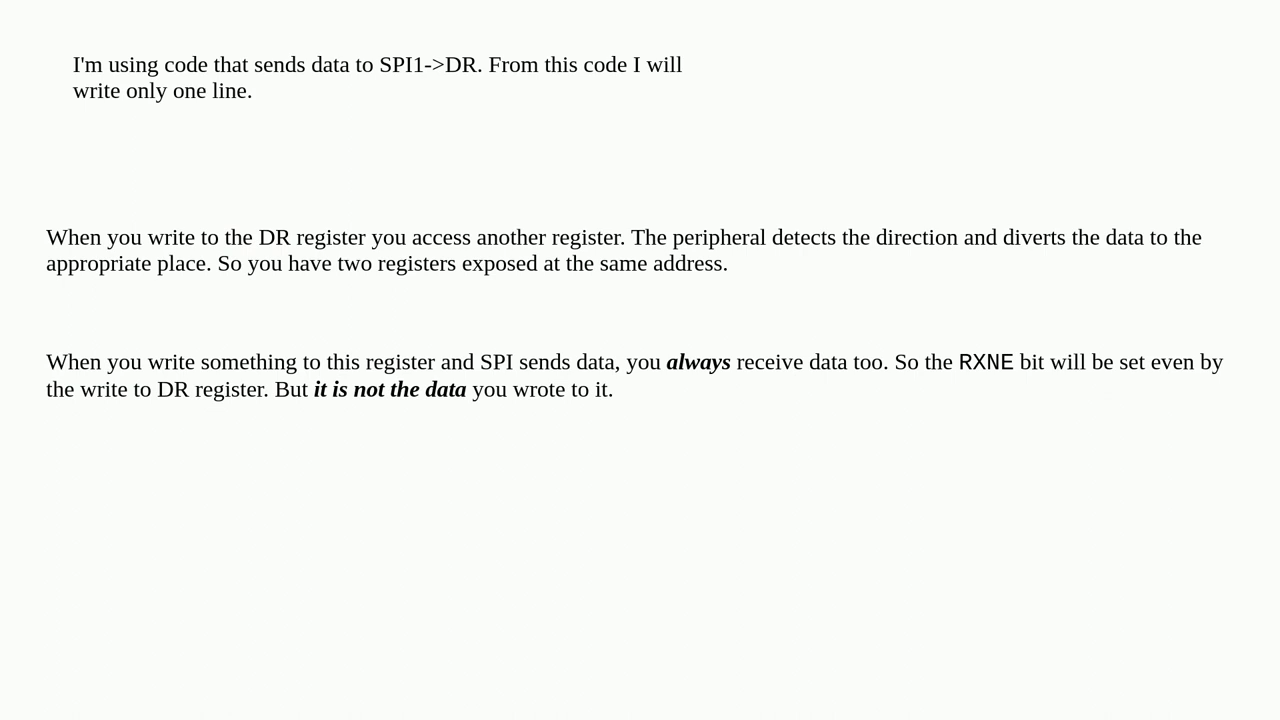 I'm using code that sends data to SPI1->DR. From this code I will
write only one line.
When you write to the DR register you access another register. The peripheral detects the direction and diverts the data to the
appropriate place. So you have two registers exposed at the same address.
When you write something to this register and SPI sends data, you always receive data too. So the RXNE bit will be set even by
the write to DR register. But it is not the data you wrote to it.